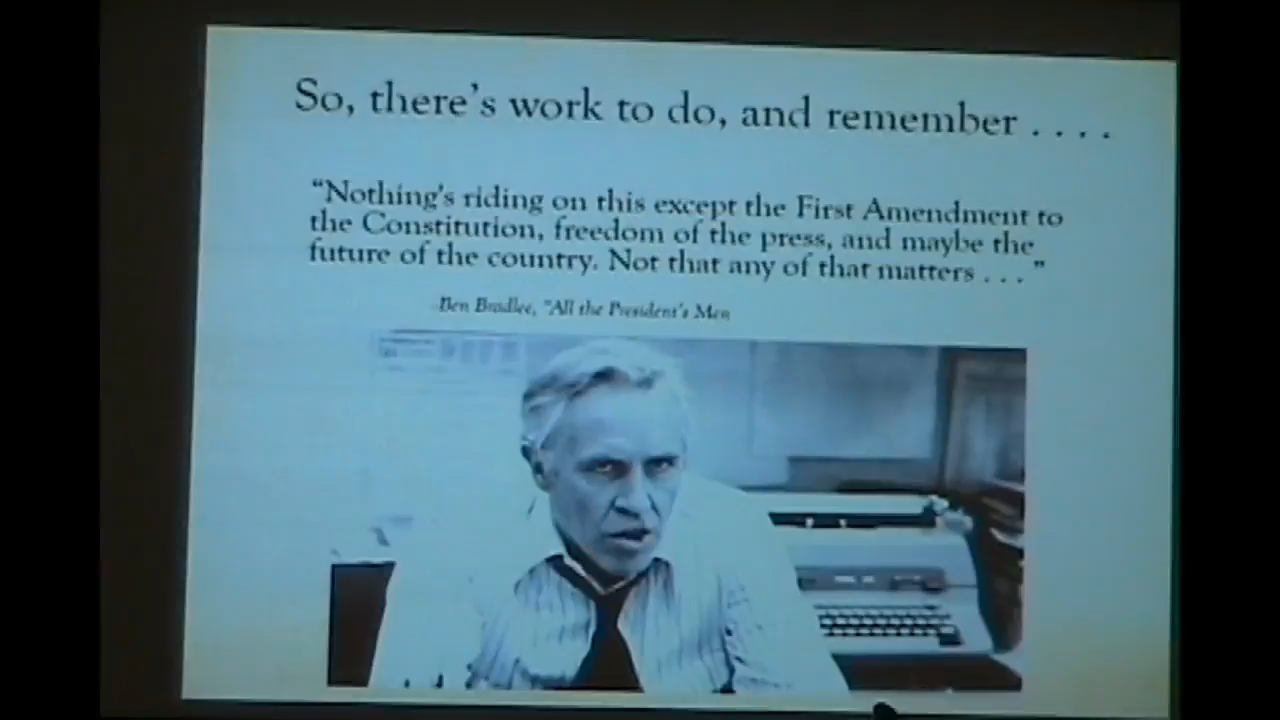 So, there's work to do, and remember . . . .
“Nothing's riding on this except the First Amendment to
the Constitution, freedom of the press, and maybe the
future of the country. Not that any of that matters . . . ”
-Ben Bradlee, "All the President's Men